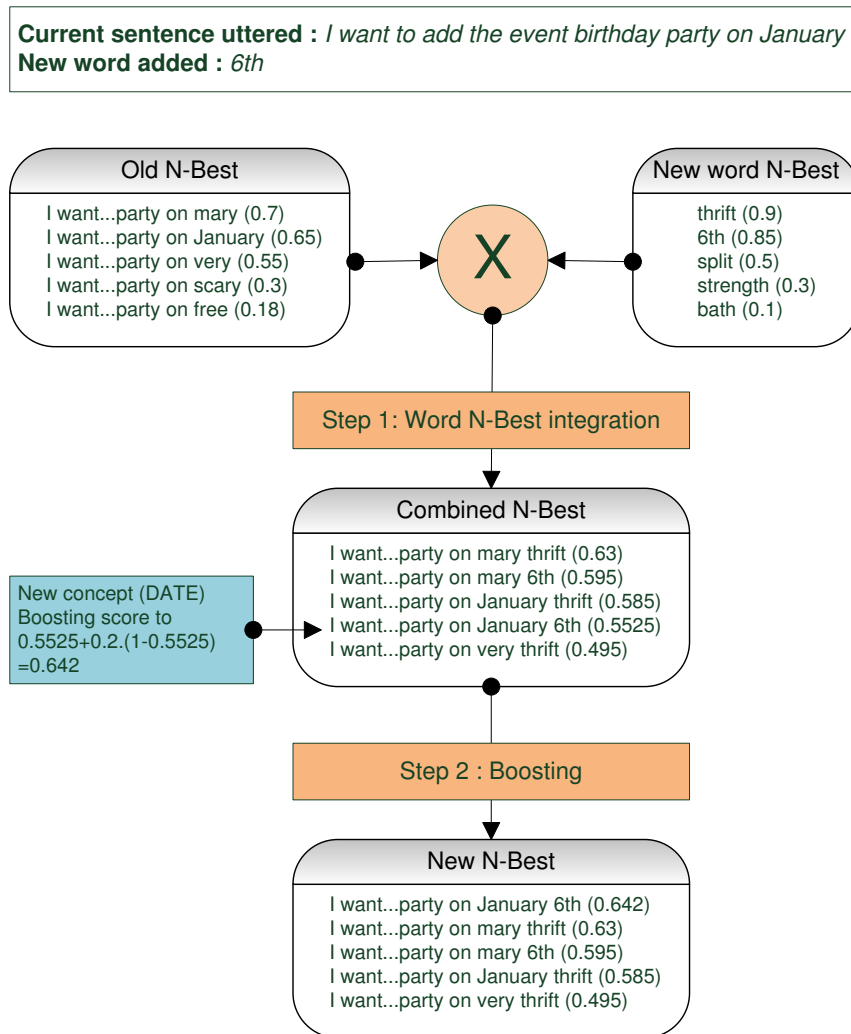 Current sentence uttered : I want to add the event birthday party on January
New word added : 6th
Old N-Best
I want...party on mary (0.7)
I want...party on January (0.65)
I want...party on very (0.55)
I want...party on scary (0.3)
I want...party on free (0.18)
X
New word N-Best
thrift (0.9)
6th (0.85)
split (0.5)
strength (0.3)
bath (0.1)
Step 1: Word N-Best integration
Combined N-Best
I want...party on mary thrift (0.63)
I want...party on mary 6th (0.595)
I want...party on January thrift (0.585)
I want...party on January 6th (0.5525)
I want...party on very thrift (0.495)
New concept (DATE)
Boosting score to
0.5525+0.2.(1-0.5525)
=0.642
Step 2 : Boosting
New N-Best
I want...party on January 6th (0.642)
I want...party on mary thrift (0.63)
I want...party on mary 6th (0.595)
I want...party on January thrift (0.585)
I want...party on very thrift (0.495)